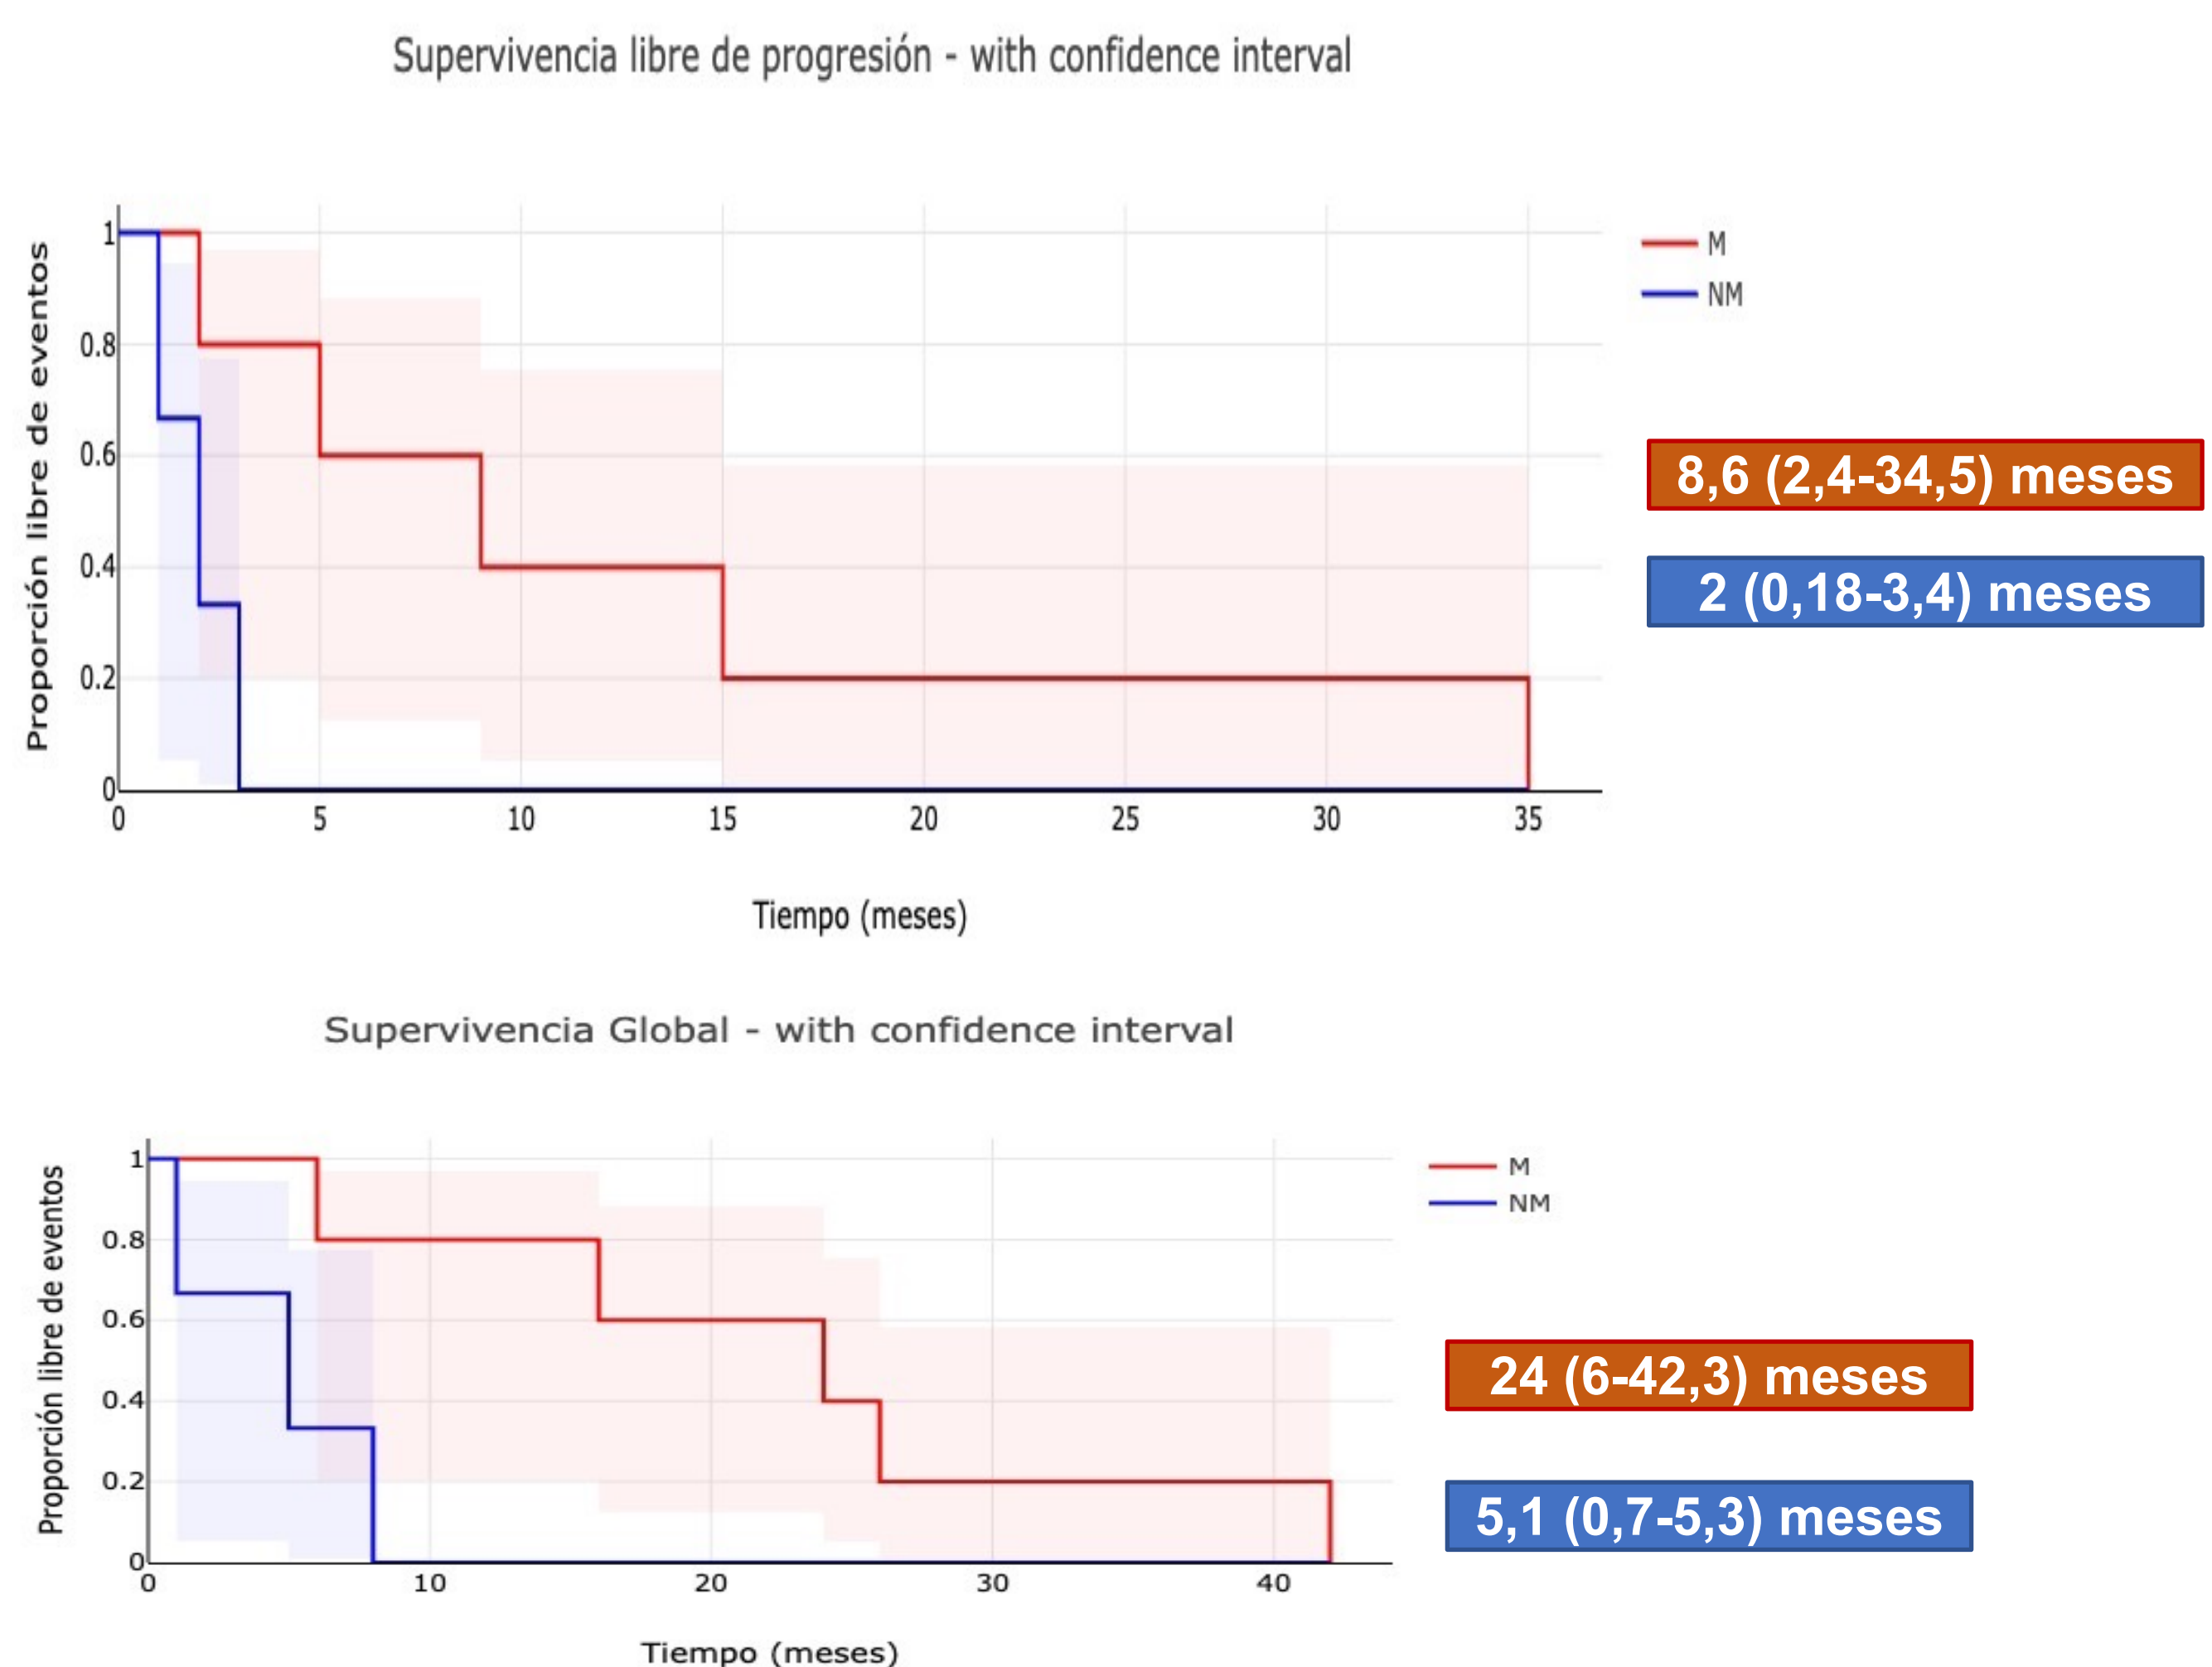 Supervivencia libre de progresión - with confidence interval
Proporción libre de eventos
1
0.8
0.6
0.4
0.2
0
0 5 10 15 20 25 30 35
Tiempo (meses)
M
NM
8,6 (2,4-34,5) meses
2 (0,18-3,4) meses
Supervivencia Global - with confidence interval
Proporción libre de eventos
1
0.8
0.6
0.4
0.2
0
0 10 20 30 40
Tiempo (meses)
M
NM
24 (6-42,3) meses
5,1 (0,7-5,3) meses